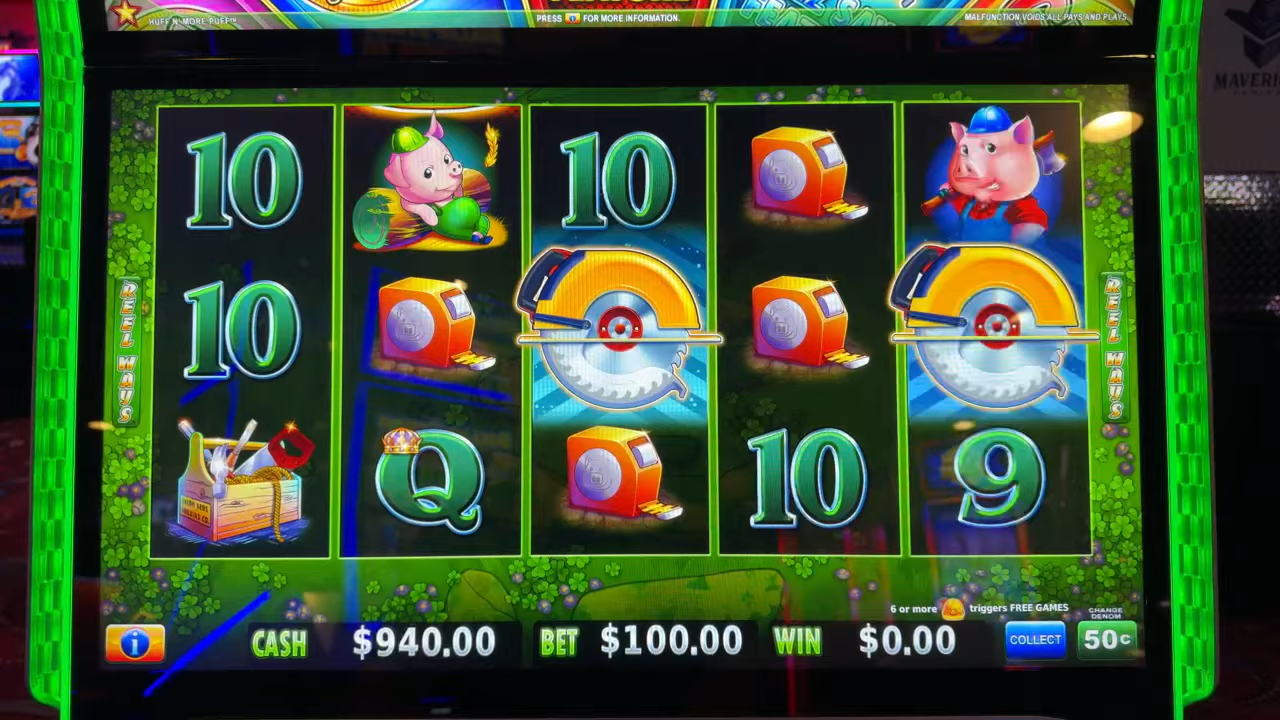 HUFF N' MORE PUFF™
PRESS i FOR MORE INFORMATION.
MALFUNCTION VOIDS ALL PAYS AND PLAYS.
MAVERI
10
10
10
REEL WAYS
REEL WAYS
Q
10
9
6 or more triggers FREE GAMES
CHANGE DENOM
i
CASH $940.00
BET $100.00
WIN $0.00
COLLECT
50¢